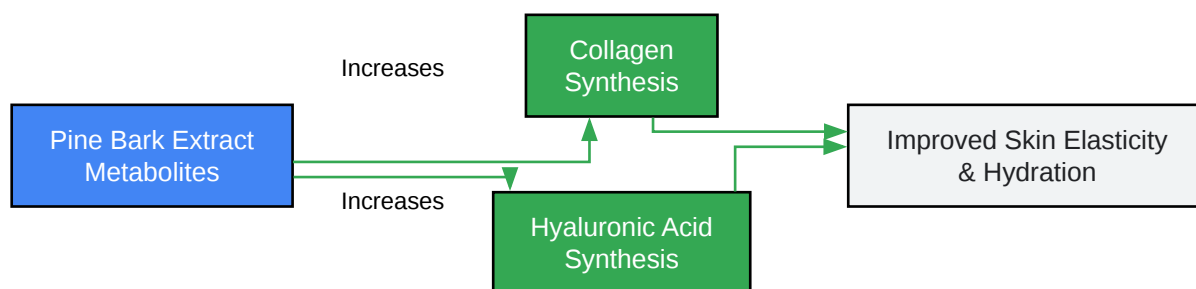 Pine Bark Extract
Metabolites
Increases
Increases
Collagen
Synthesis
Hyaluronic Acid
Synthesis
Improved Skin Elasticity
& Hydration